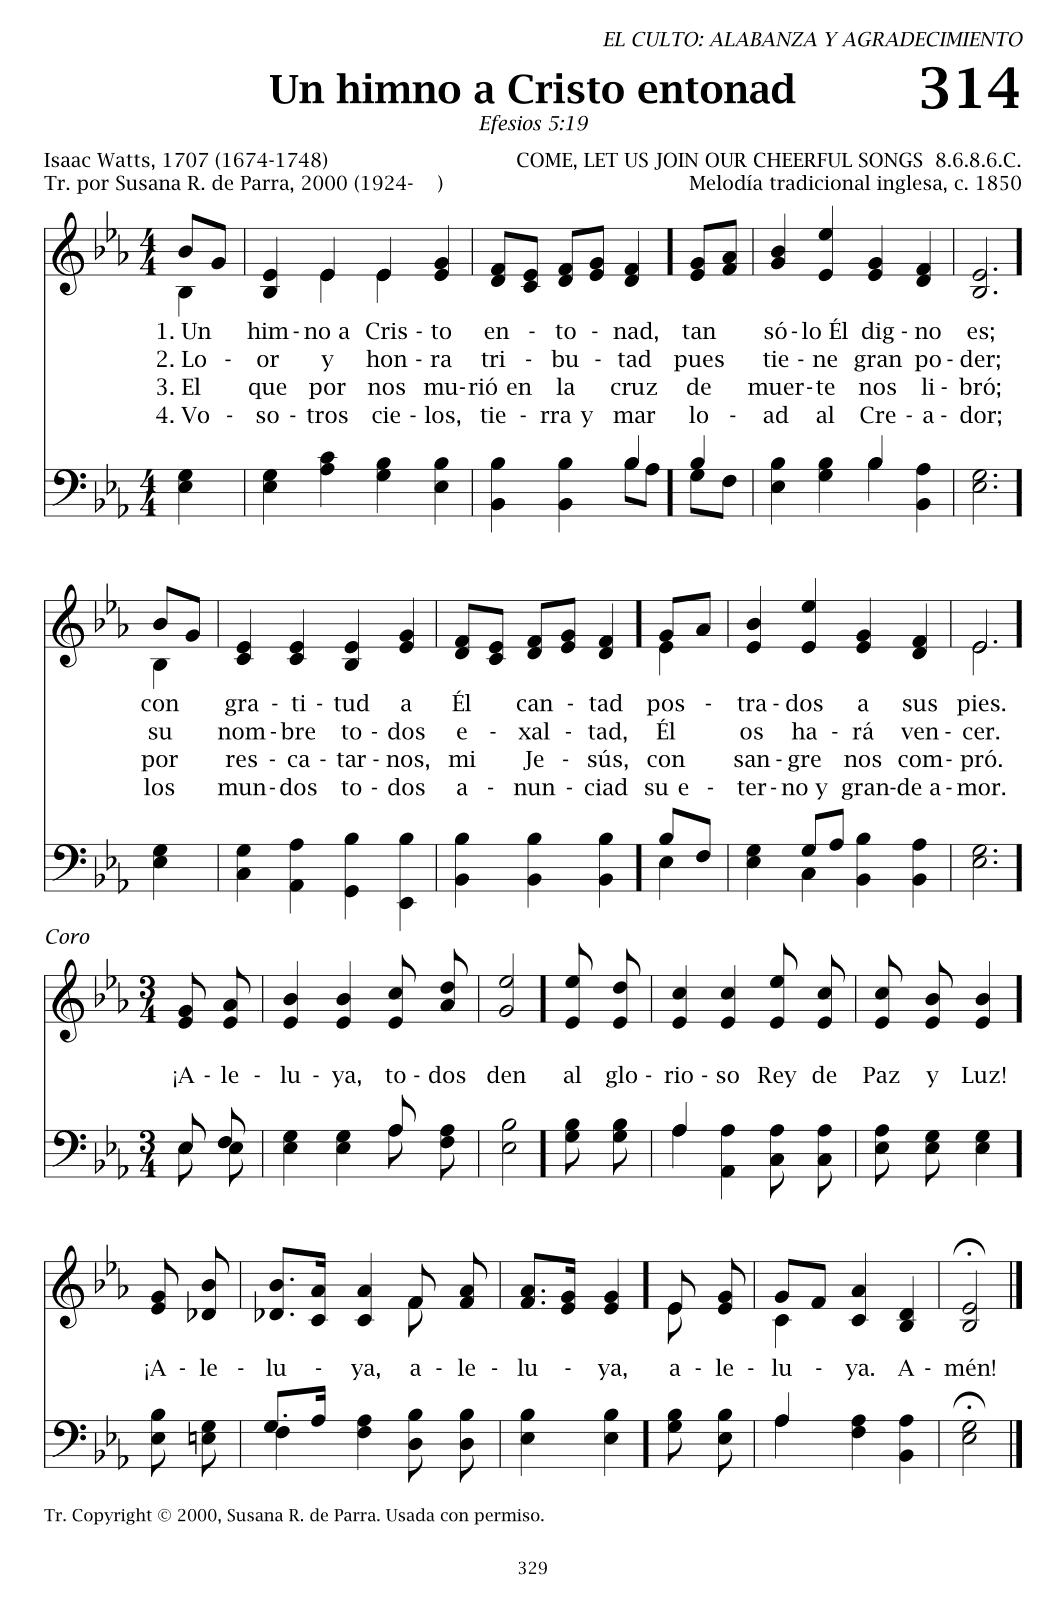 EL CULTO: ALABANZA Y AGRADECIMIENTO
Un himno a Cristo entonad 314
Efesios 5:19
Isaac Watts, 1707 (1674-1748) COME, LET US JOIN OUR CHEERFUL SONGS 8.6.8.6.C.
Tr. por Susana R. de Parra, 2000 (1924- ) Melodía tradicional inglesa, c. 1850
4
4
1. Un him - no a Cris - to en - to - nad, tan só - lo Él dig - no es;
2. Lo - or y hon - ra tri - bu - tad pues tie - ne gran po - der;
3. El que por nos mu - rió en la cruz de muer - te nos li - bró;
4. Vo - so - tros cie - los, tie - rra y mar lo - ad al Cre - a - dor;
4
4
con gra - ti - tud a Él can - tad pos - tra - dos a sus pies.
su nom - bre to - dos e - xal - tad, Él os ha - rá ven - cer.
por res - ca - tar - nos, mi Je - sús, con san - gre nos com - pró.
los mun - dos to - dos a - nun - ciad su e - ter - no y gran - de a - mor.
Coro
3
4
¡A - le - lu - ya, to - dos den al glo - rio - so Rey de Paz y Luz!
3
4
¡A - le - lu - ya, a - le - lu - ya, a - le - lu - ya. A - mén!
Tr. Copyright © 2000, Susana R. de Parra. Usada con permiso.
329